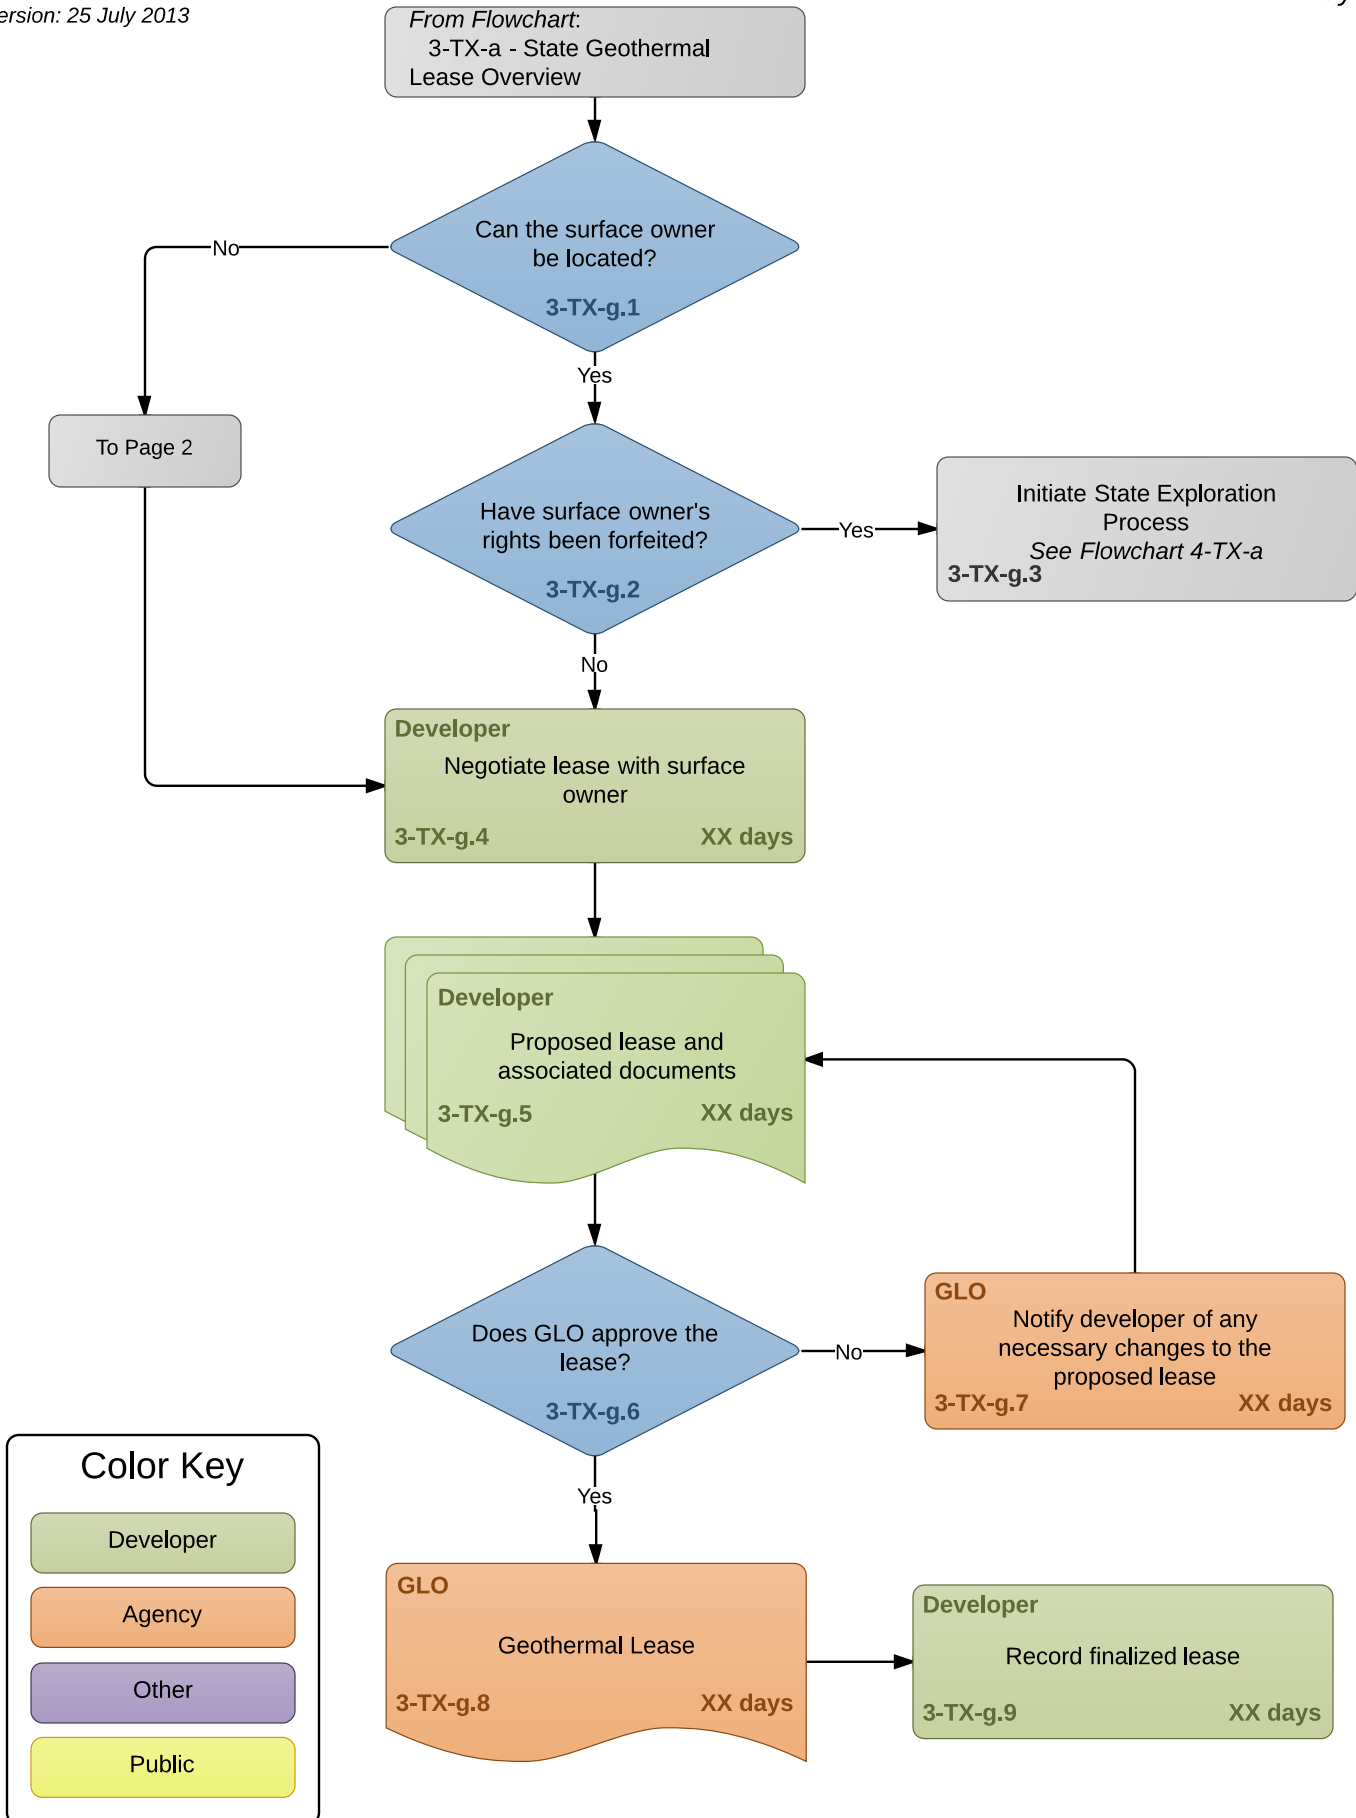 ersion: 25 July 2013
From Flowchart:
3-TX-a - State Geothermal
Lease Overview
Can the surface owner
be located?
3-TX-g.1
No
Yes
To Page 2
Have surface owner's
rights been forfeited?
3-TX-g.2
Yes
Initiate State Exploration
Process
See Flowchart 4-TX-a
3-TX-g.3
No
Developer
Negotiate lease with surface
owner
3-TX-g.4 XX days
Developer
Proposed lease and
associated documents
3-TX-g.5 XX days
Does GLO approve the
lease?
3-TX-g.6
No
GLO
Notify developer of any
necessary changes to the
proposed lease
3-TX-g.7 XX days
Yes
GLO
Geothermal Lease
3-TX-g.8 XX days
Developer
Record finalized lease
3-TX-g.9 XX days
Color Key
Developer
Agency
Other
Public